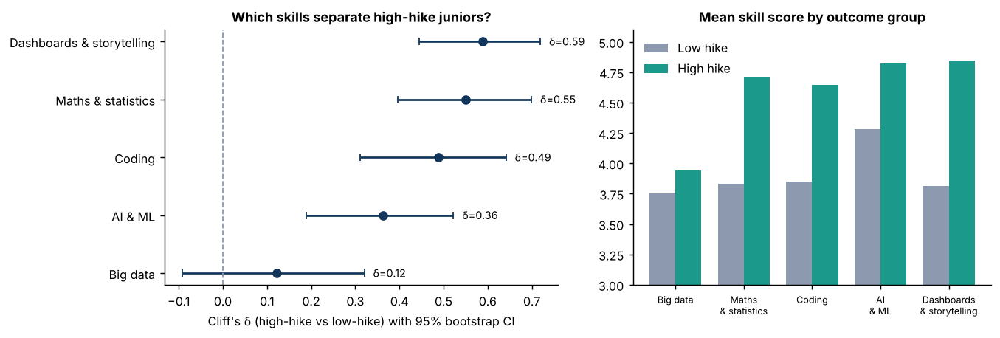 Which skills separate high-hike juniors?
Dashboards & storytelling
δ=0.59
Maths & statistics
δ=0.55
Coding
δ=0.49
AI & ML
δ=0.36
Big data
δ=0.12
−0.1 0.0 0.1 0.2 0.3 0.4 0.5 0.6 0.7
Cliff's δ (high-hike vs low-hike) with 95% bootstrap CI
Mean skill score by outcome group
Low hike
High hike
5.00
4.75
4.50
4.25
4.00
3.75
3.50
3.25
3.00
Big data
Maths
& statistics
Coding
AI
& ML
Dashboards
& storytelling